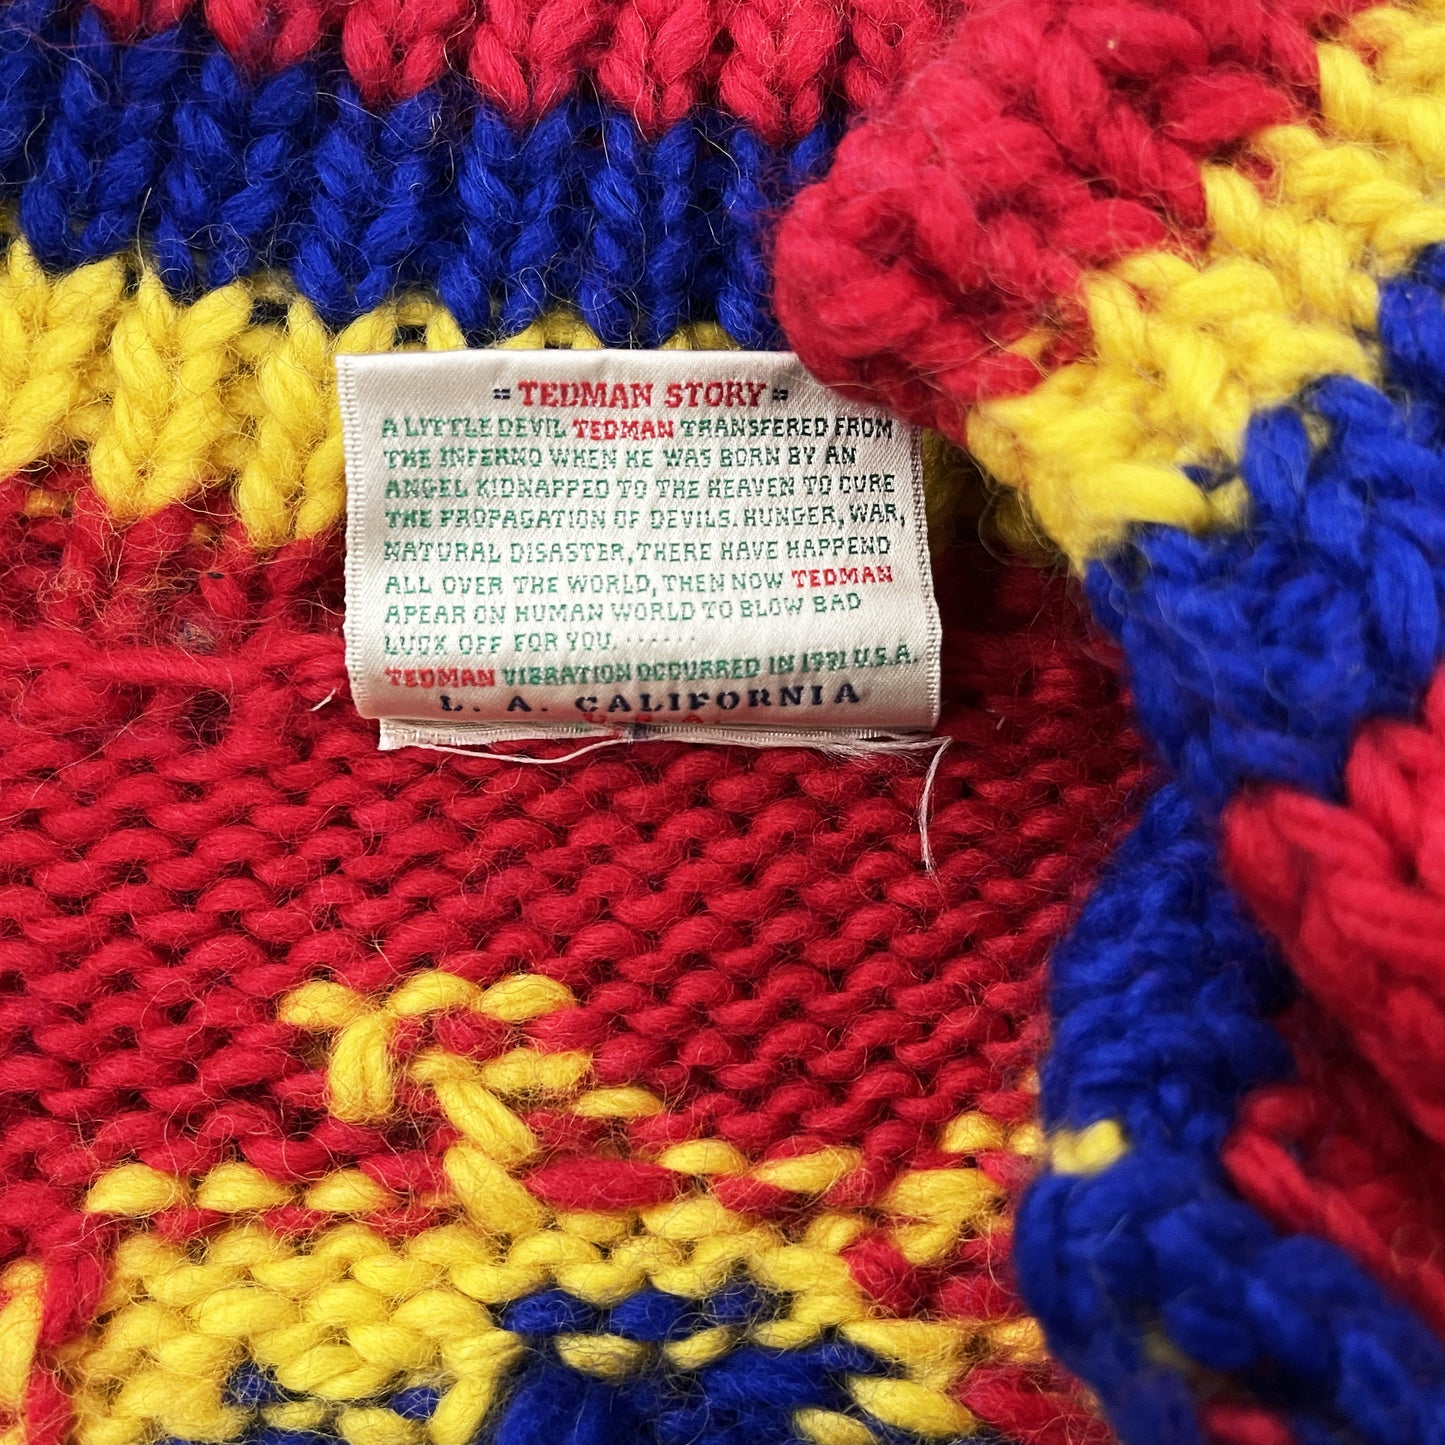 = TEDMAN STORY =
A LITTLE DEVIL TEDMAN TRANSFERED FROM
THE INFERNO WHEN HE WAS BORN BY AN
ANGEL KIDNAPPED TO THE HEAVEN TO CURE
THE PROPAGATION OF DEVILS. HUNGER, WAR,
NATURAL DISASTER, THERE HAVE HAPPEND
ALL OVER THE WORLD, THEN NOW TEDMAN
APEAR ON HUMAN WORLD TO BLOW BAD
LUCK OFF FOR YOU. ······
TEDMAN VIBRATION OCCURRED IN 1991 U.S.A.
L. A. CALIFORNIA
U.S.A.